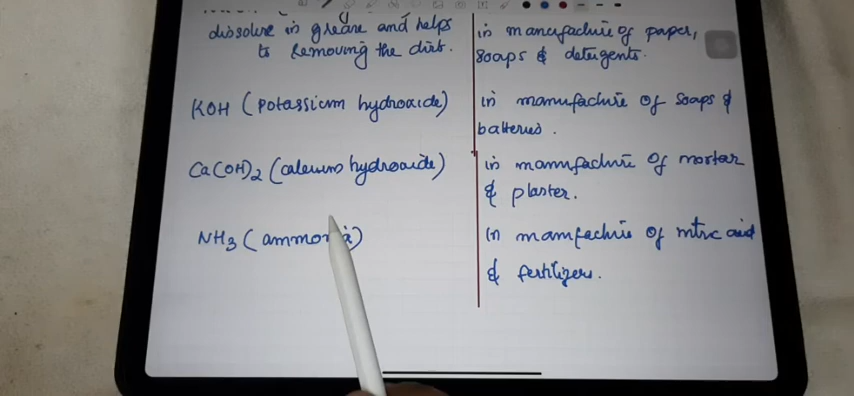 dissolve in grease and helps
to removing the dirt.
in manufacture of paper,
soaps & detergents.
KOH (potassium hydroxide)
in manufacture of soaps &
batteries.
Ca(OH)2 (calcium hydroxide)
in manufacture of mortar
& plaster.
NH3 (ammonia)
In manufacture of nitric acid
& fertilizers.